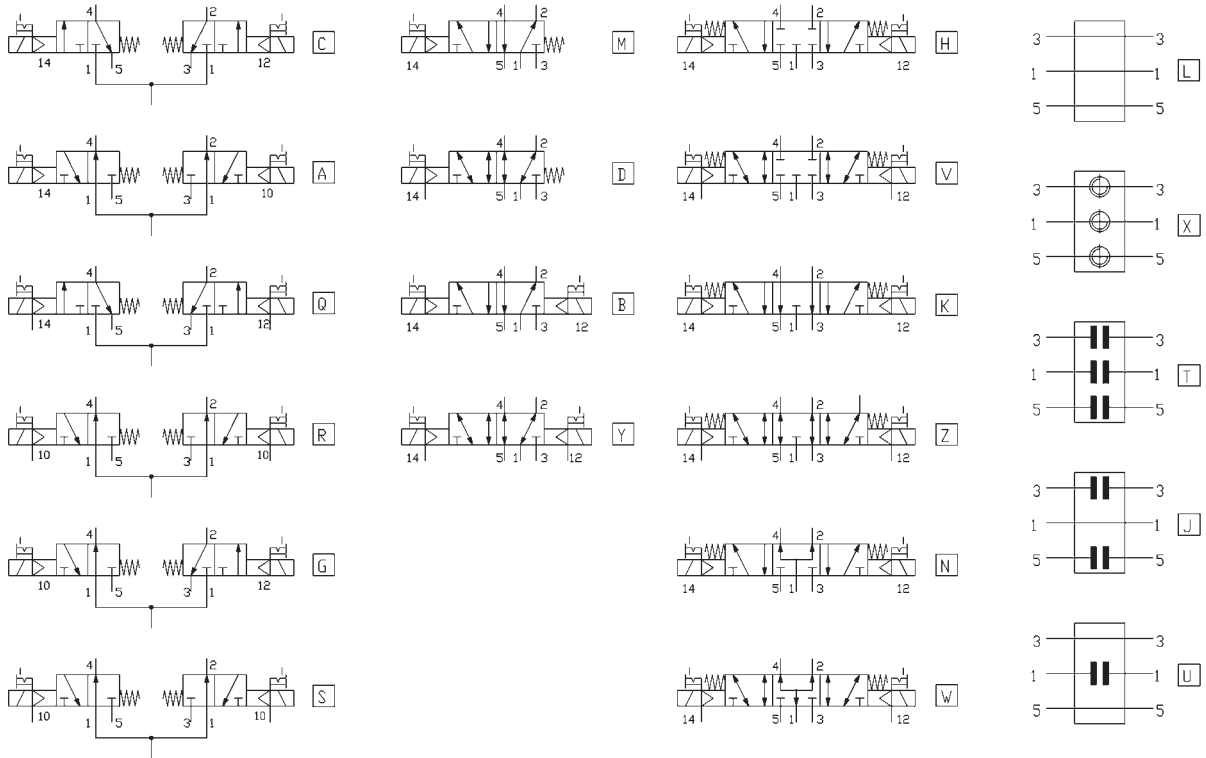 4 2 C
14 1 5 3 1 12
4 2 M
14 5 1 3
4 2 H
14 5 1 3 12
3 3
1 1 L
5 5
4 2 A
14 1 5 3 1 10
4 2 D
14 5 1 3
4 2 V
14 5 1 3 12
3 3
1 1 X
5 5
4 2 Q
14 1 5 3 1 12
4 2 B
14 5 1 3 12
4 2 K
14 5 1 3 12
3 3
1 1 T
5 5
4 2 R
10 1 5 3 1 10
4 2 Y
14 5 1 3 12
4 2 Z
14 5 1 3 12
3 3
1 1 J
5 5
4 2 G
10 1 5 3 1 12
4 2 N
14 5 1 3 12
3 3
1 1 U
5 5
4 2 S
10 1 5 3 1 10
4 2 W
14 5 1 3 12